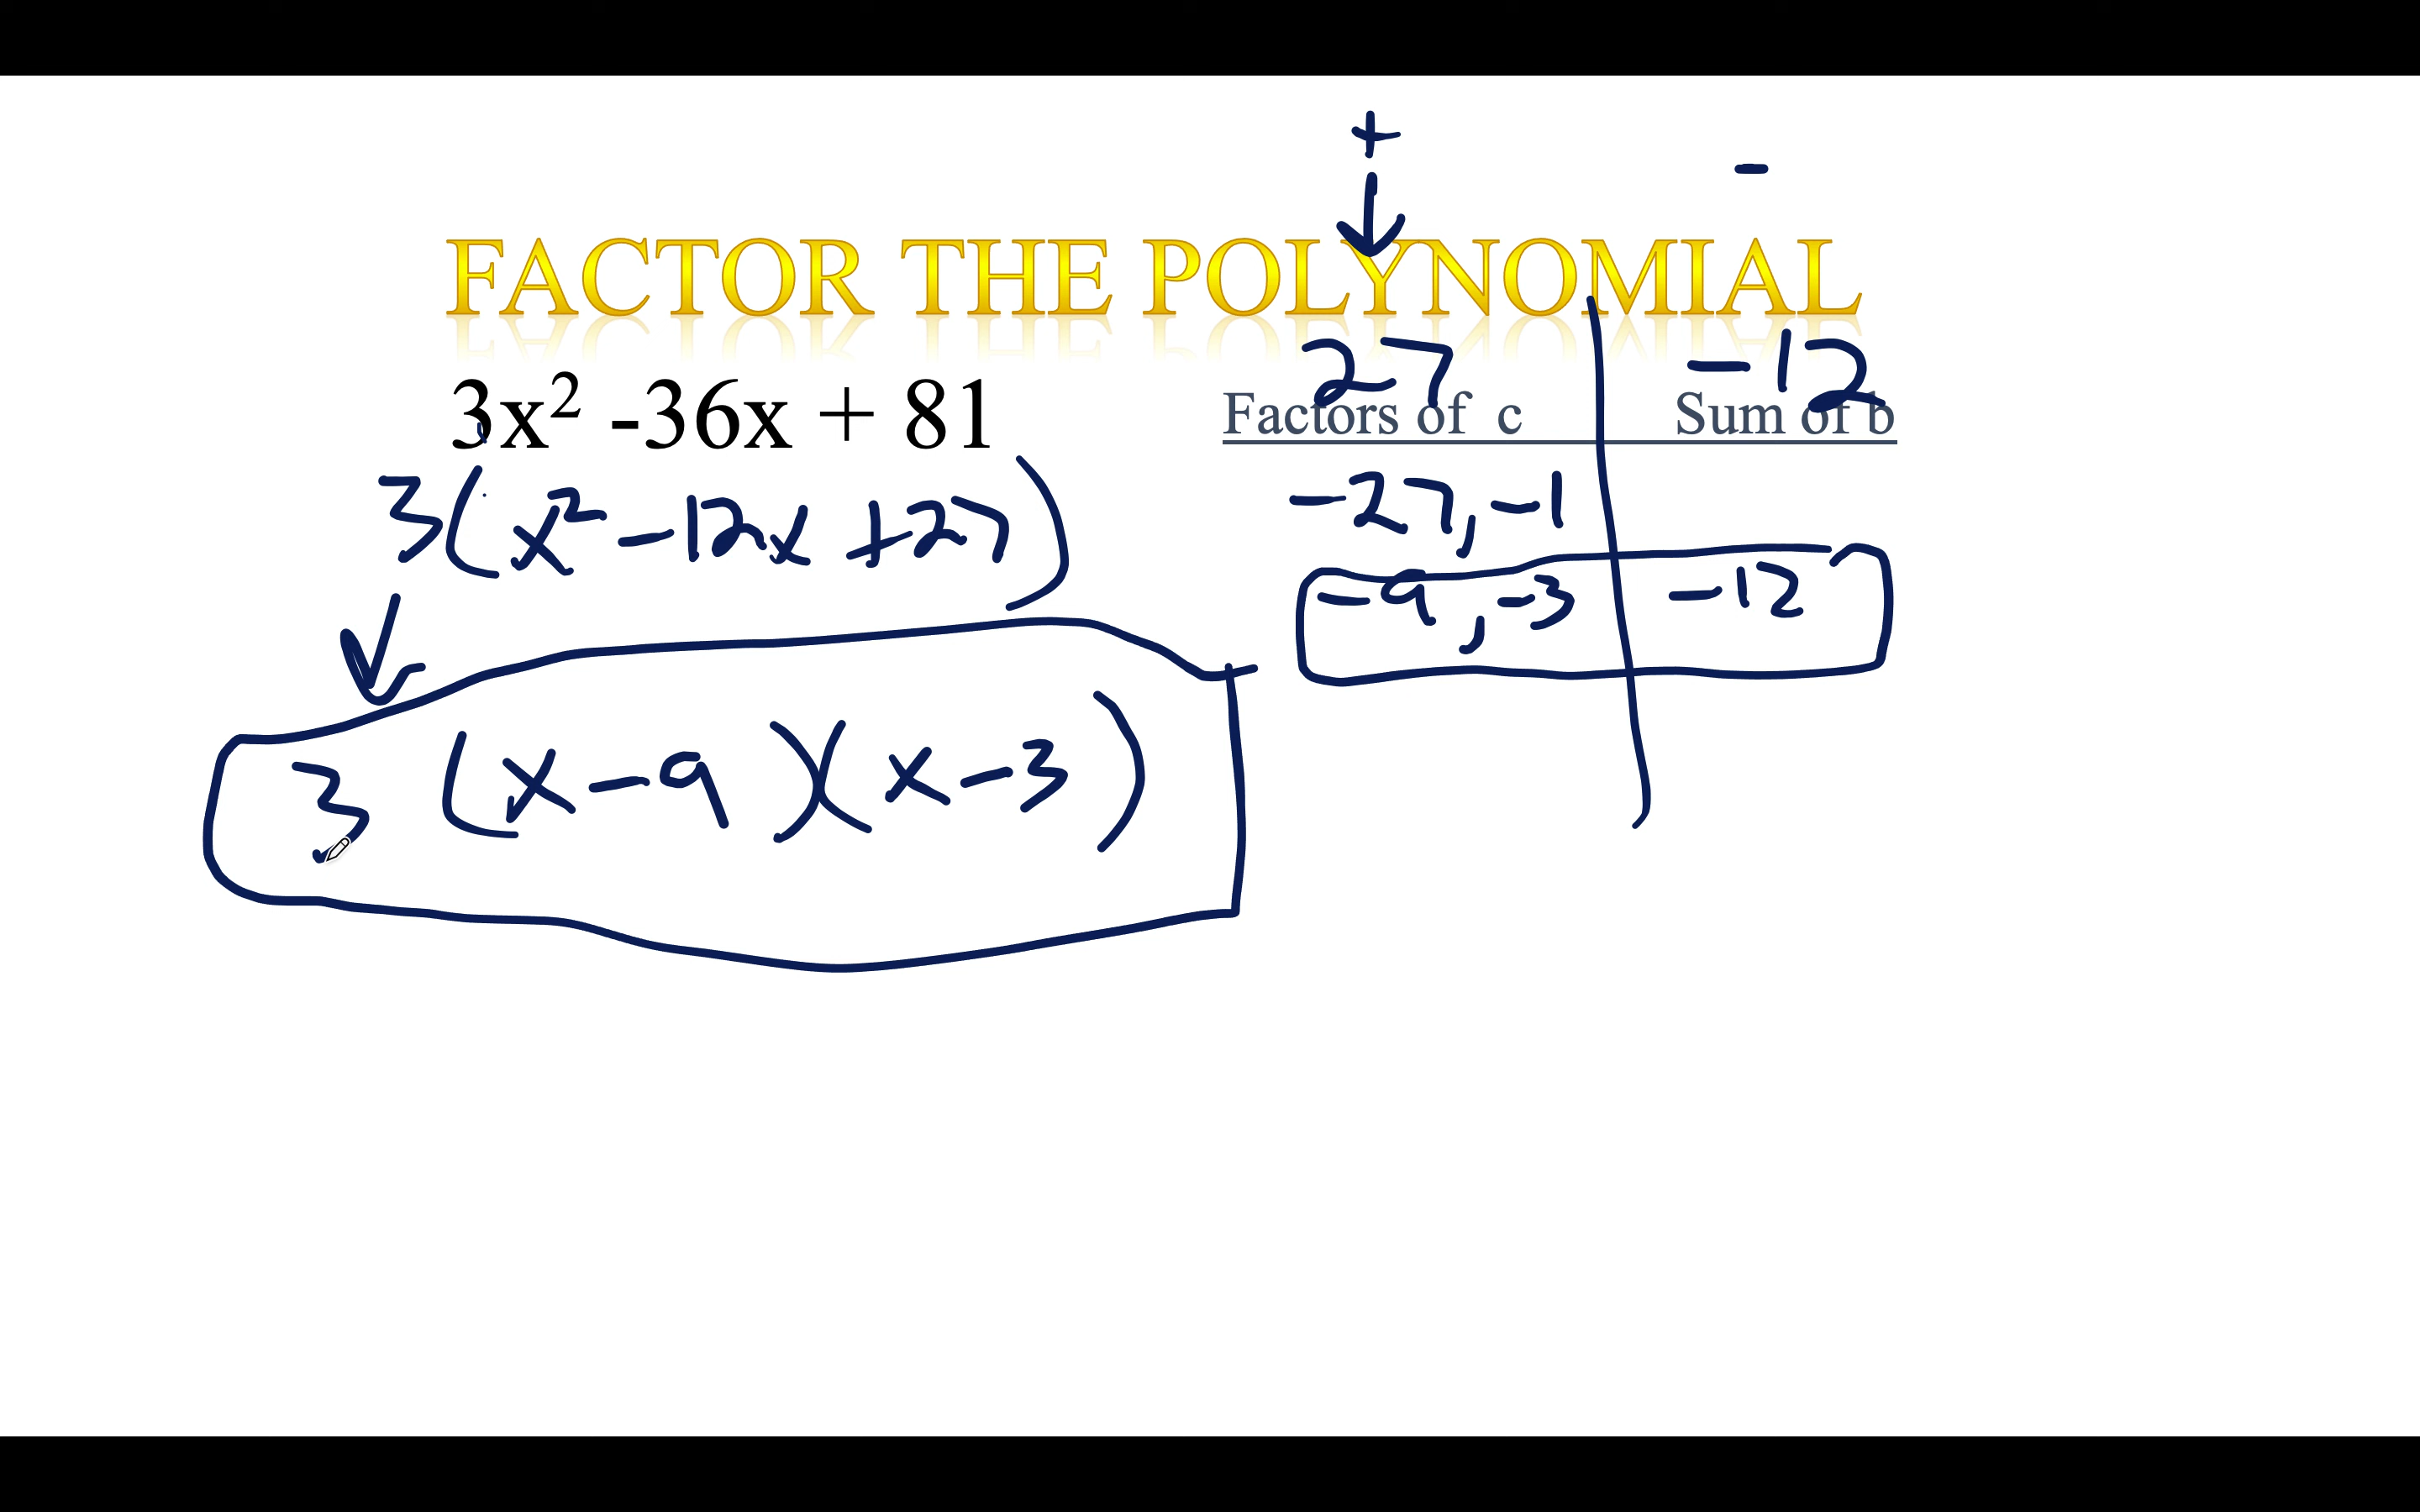 +
-
FACTOR THE POLYNOMIAL
27 -12
3x² -36x + 81
Factors of c Sum of b
3(x² -12x +27)
-27, -1
-9, -3 -12
3 (x-9)(x-3)